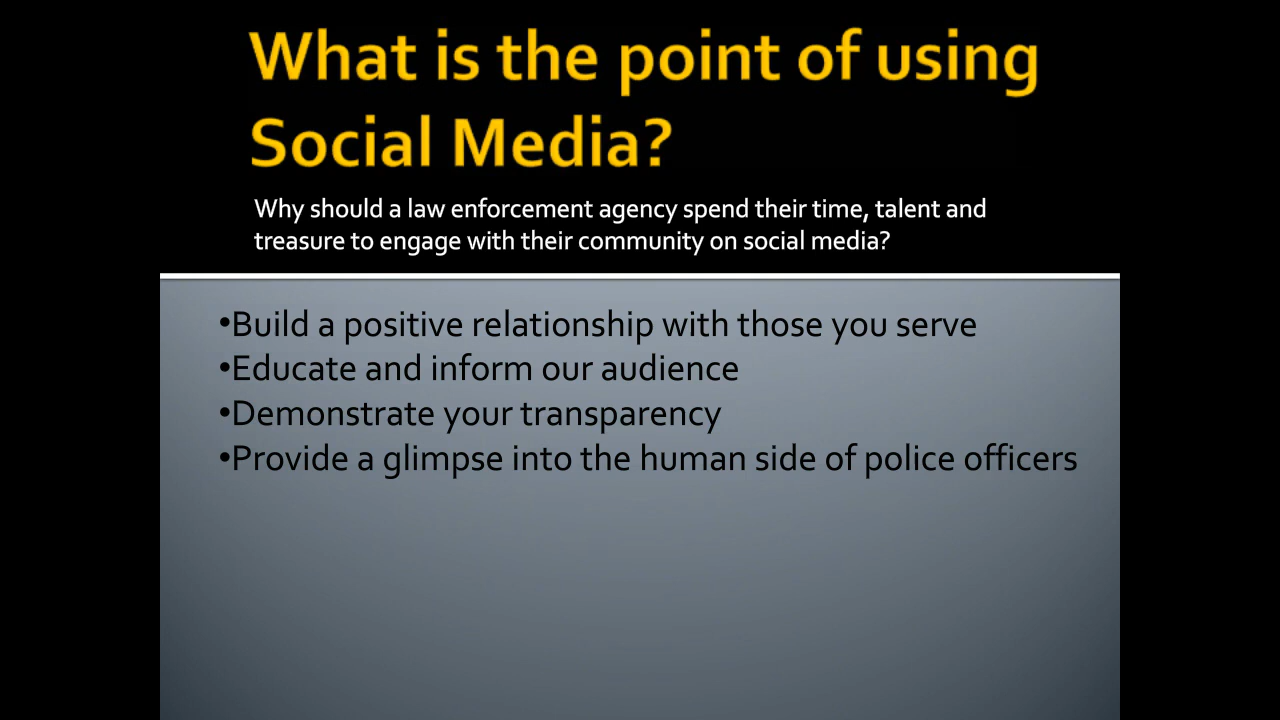 What is the point of using
Social Media?
Why should a law enforcement agency spend their time, talent and
treasure to engage with their community on social media?
•Build a positive relationship with those you serve
•Educate and inform our audience
•Demonstrate your transparency
•Provide a glimpse into the human side of police officers